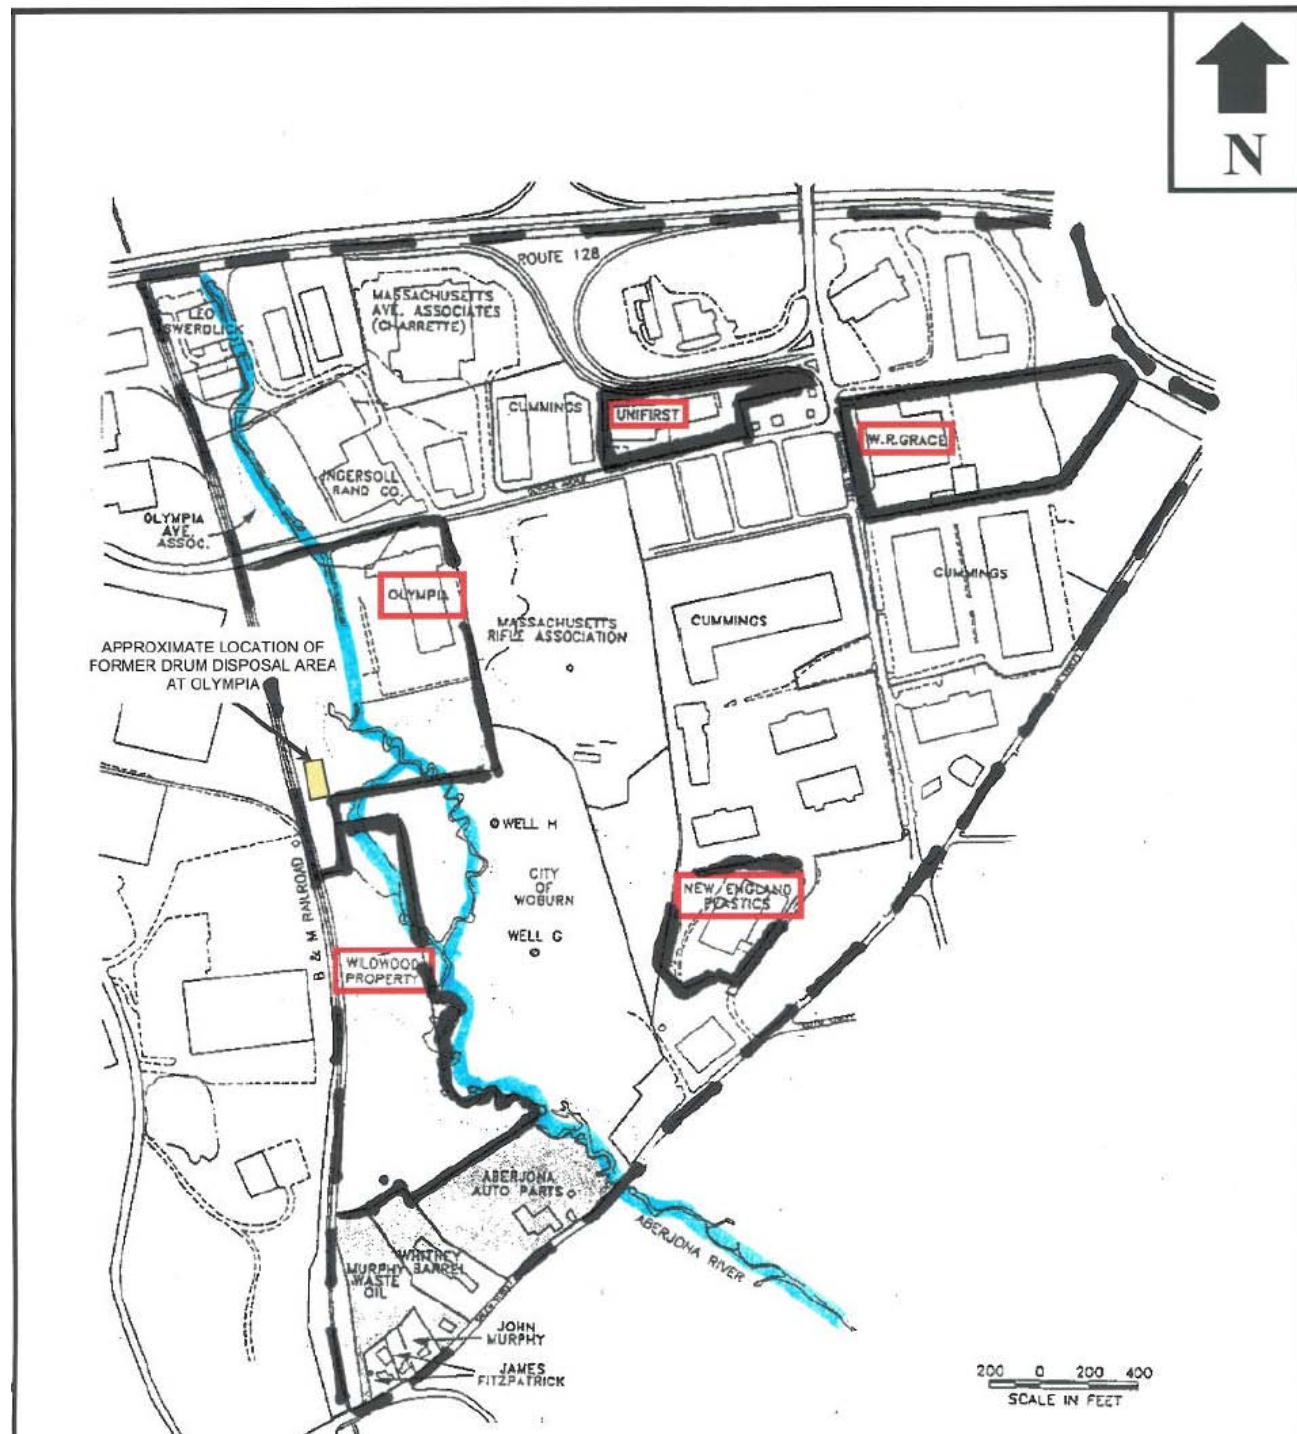 N
ROUTE 128
LEO
SWERDLICK
MASSACHUSETTS
AVE. ASSOCIATES
(CHARRETTE)
CUMMINGS
UNIFIRST
W.R.GRACE
INGERSOLL
RAND CO.
OLYMPIA
AVE.
ASSOC.
OLYMPIA
MASSACHUSETTS
RIFLE ASSOCIATION
CUMMINGS
CUMMINGS
APPROXIMATE LOCATION OF
FORMER DRUM DISPOSAL AREA
AT OLYMPIA
WELL H
CITY
OF
WOBURN
WELL G
NEW ENGLAND
PLASTICS
B & M RAILROAD
WILDWOOD
PROPERTY
ABERJONA
AUTO PARTS
ABERJONA RIVER
WHITNEY
BARREL
MURPHY
WASTE
OIL
JOHN
MURPHY
JAMES
FITZPATRICK
200 0 200 400
SCALE IN FEET